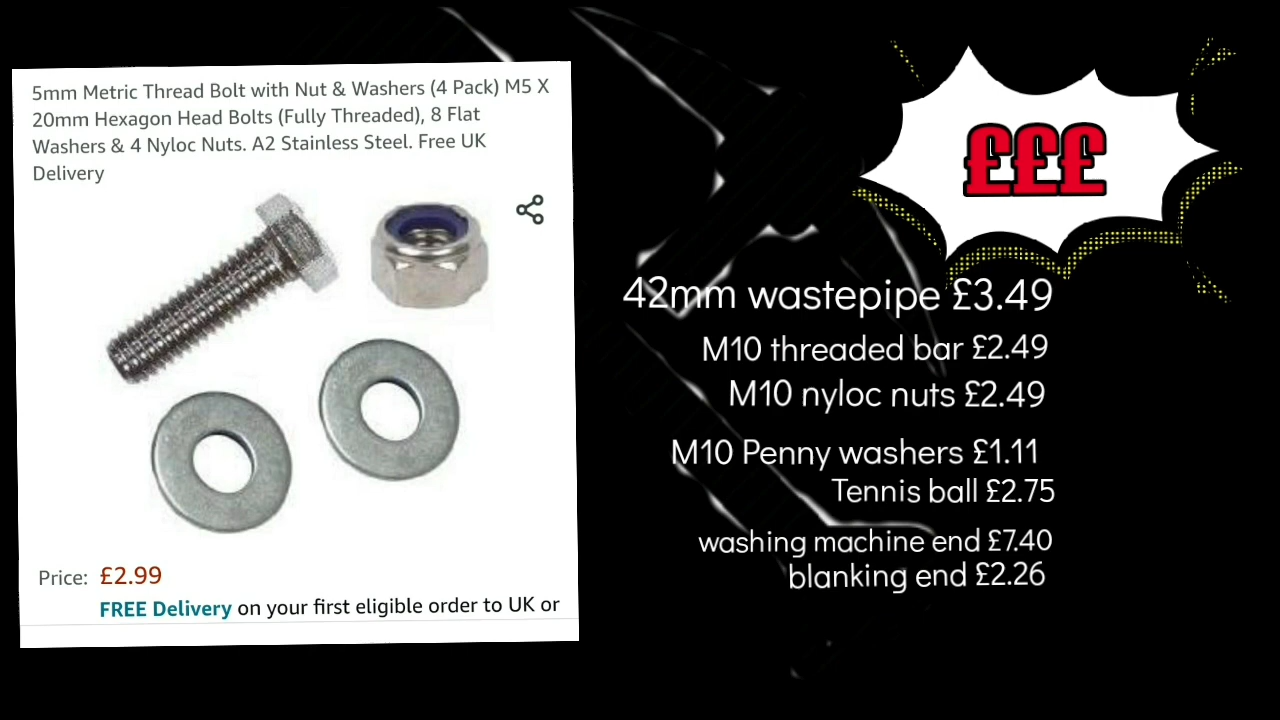 5mm Metric Thread Bolt with Nut & Washers (4 Pack) M5 X
20mm Hexagon Head Bolts (Fully Threaded), 8 Flat
Washers & 4 Nyloc Nuts. A2 Stainless Steel. Free UK
Delivery
Price: £2.99
FREE Delivery on your first eligible order to UK or
£££
42mm wastepipe £3.49
M10 threaded bar £2.49
M10 nyloc nuts £2.49
M10 Penny washers £1.11
Tennis ball £2.75
washing machine end £7.40
blanking end £2.26